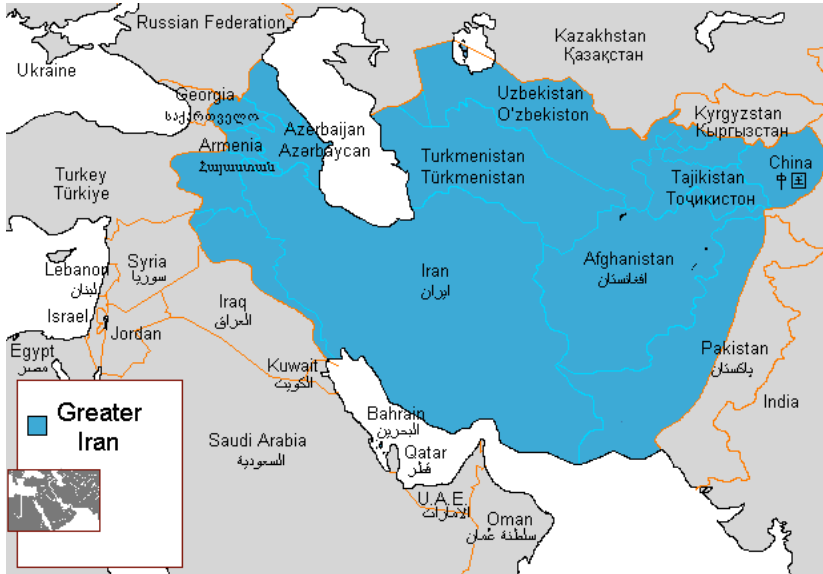 Russian Federation
Ukraine
Kazakhstan
Қазақстан
Georgia
საქართველო
Uzbekistan
O'zbekiston
Kyrgyzstan
Кыргызстан
Azerbaijan
Azərbaycan
Armenia
Հայաստան
Turkmenistan
Türkmenistan
Tajikistan
Тоҷикистон
China
中国
Turkey
Türkiye
Syria
سوريا
Lebanon
لبنان
Iran
ایران
Afghanistan
افغانستان
Iraq
العراق
Israel
Jordan
Egypt
مصر
Kuwait
الكويت
Pakistan
پاکستان
India
Greater
Iran
Bahrain
البحرين
Saudi Arabia
السعودية
Qatar
قطر
U.A.E.
الامارات
Oman
سلطنة عُمان